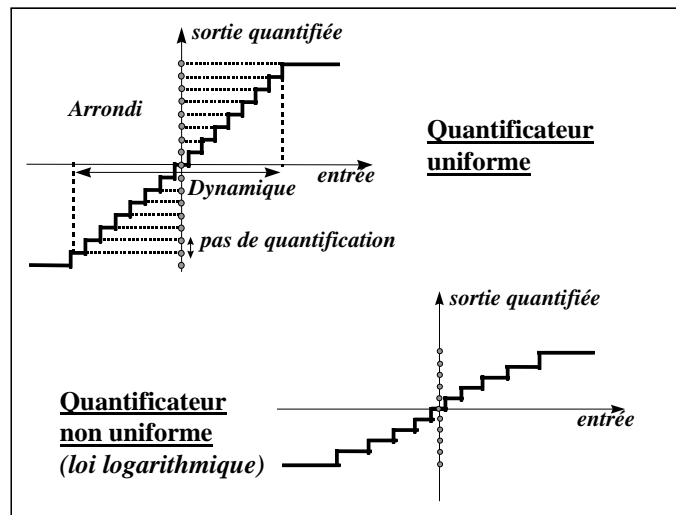 sortie quantifiée
Arrondi
Quantificateur
uniforme
entrée
Dynamique
pas de quantification
sortie quantifiée
Quantificateur
non uniforme
(loi logarithmique)
entrée